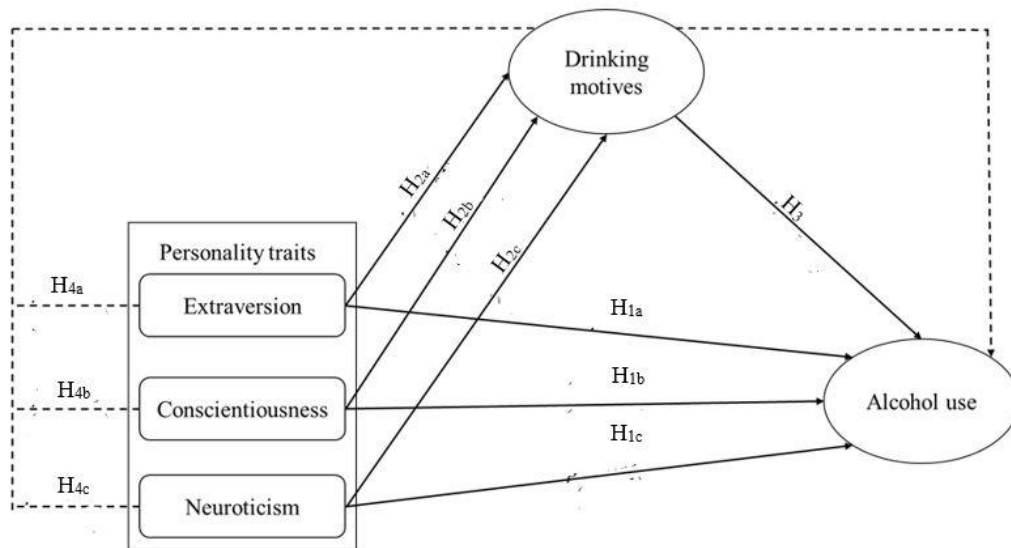 Drinking
motives
H2a
H2b
H2c
H3
Personality traits
H4a
Extraversion
H1a
H4b
Conscientiousness
H1b
Alcohol use
H1c
H4c
Neuroticism